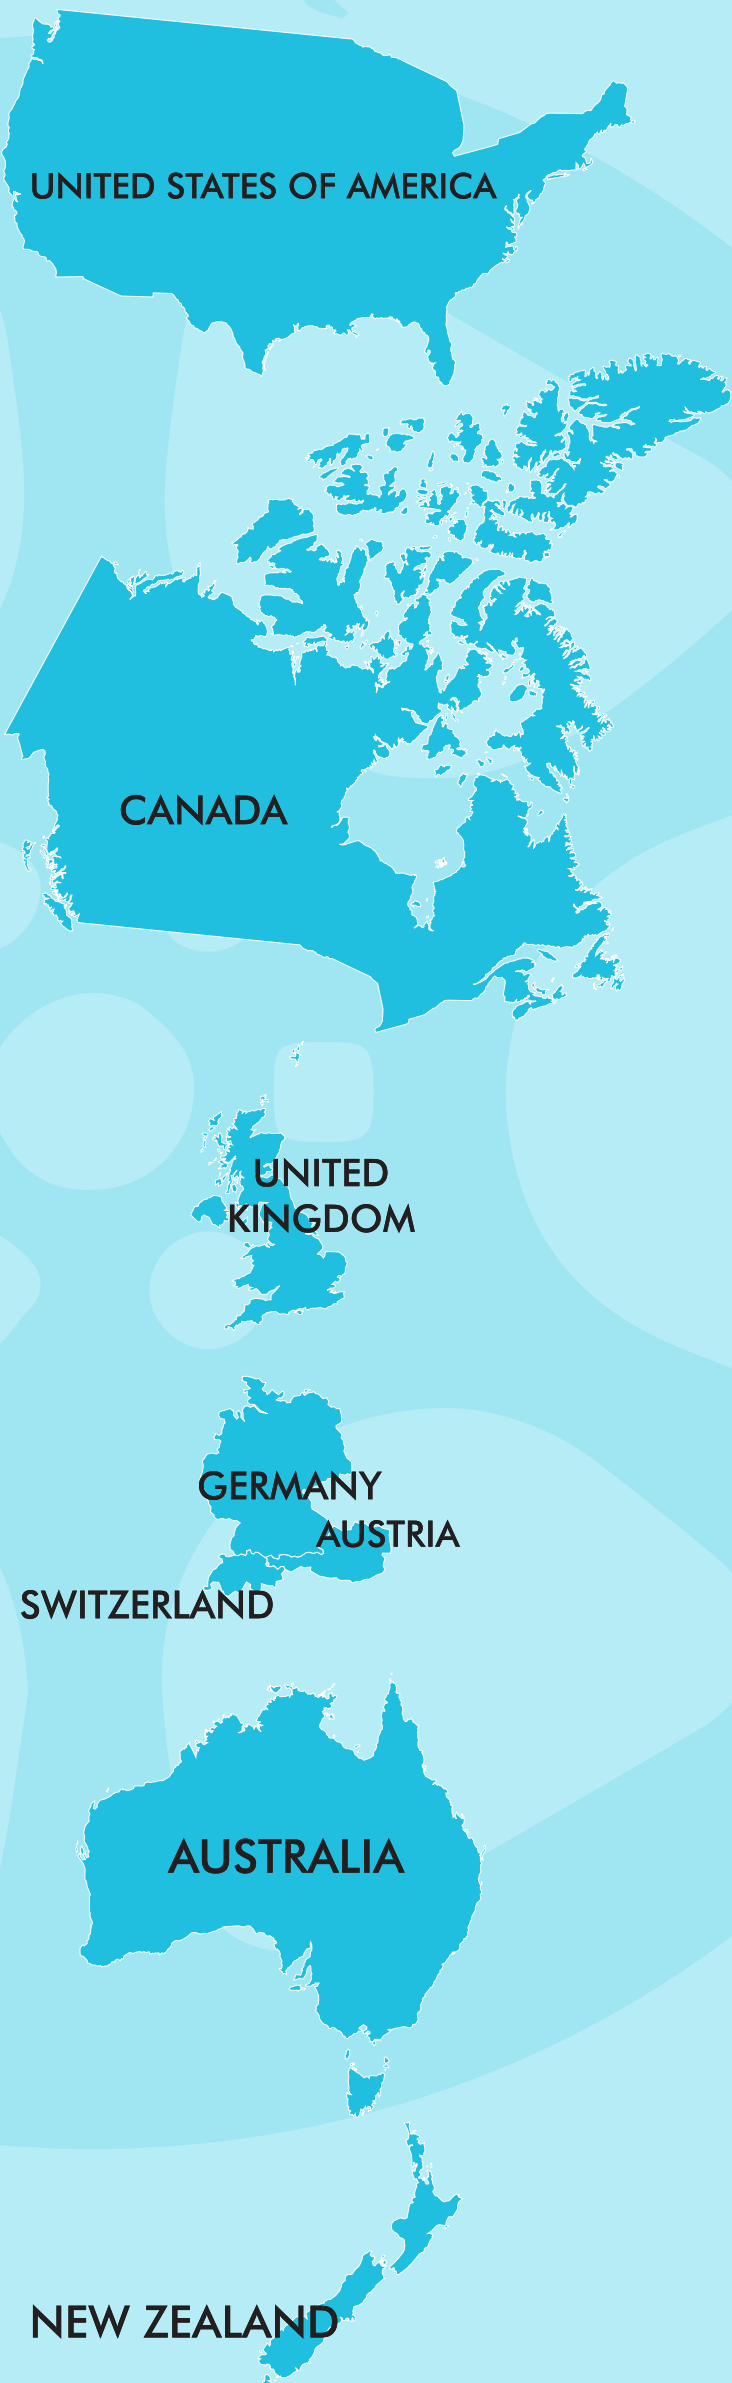 UNITED STATES OF AMERICA
CANADA
UNITED
KINGDOM
GERMANY
AUSTRIA
SWITZERLAND
AUSTRALIA
NEW ZEALAND